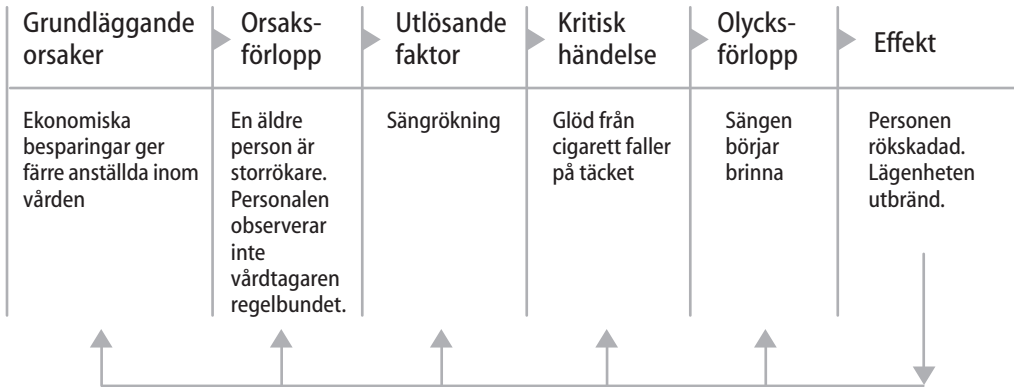 Grundläggande
orsaker
Orsaks-
förlopp
Utlösande
faktor
Kritisk
händelse
Olycks-
förlopp
Effekt
Ekonomiska
besparingar ger
färre anställda inom
vården
En äldre
person är
storrökare.
Personalen
observerar
inte
vårdtagaren
regelbundet.
Sängrökning
Glöd från
cigarett faller
på täcket
Sängen
börjar
brinna
Personen
rökskadad.
Lägenheten
utbränd.